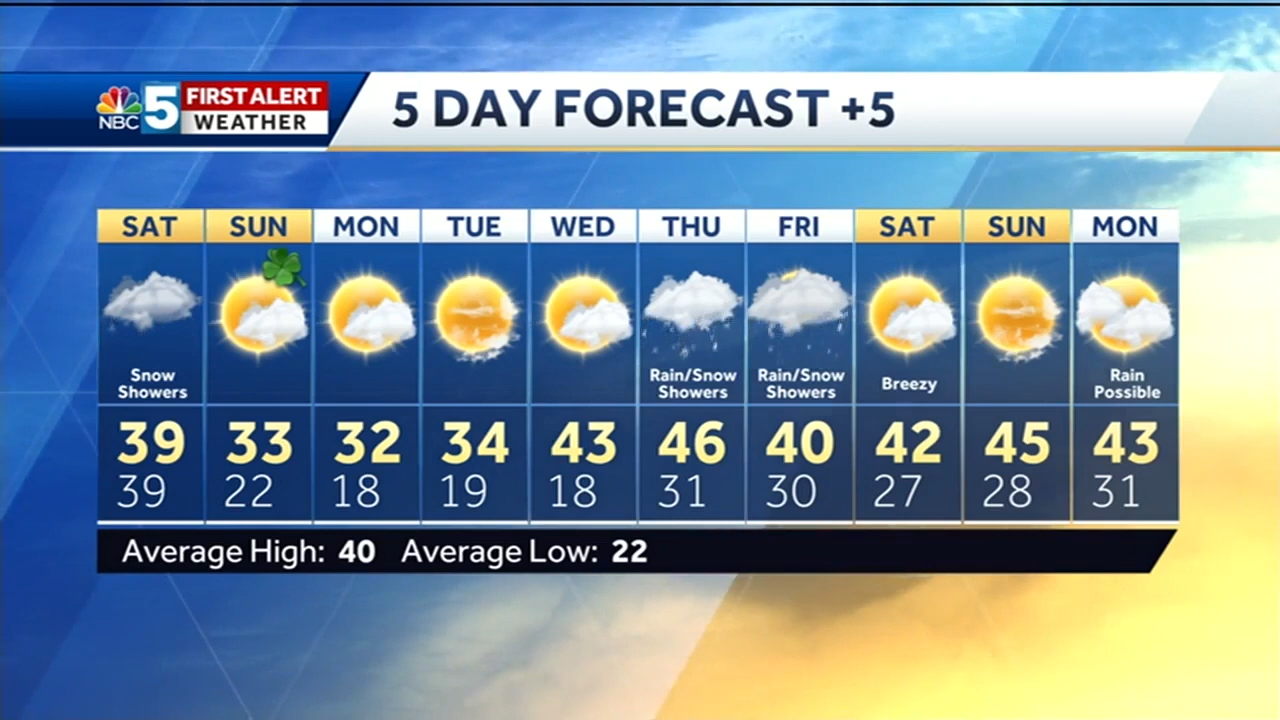 NBC 5 FIRST ALERT WEATHER
5 DAY FORECAST +5
SAT SUN MON TUE WED THU FRI SAT SUN MON
Snow Showers Rain/Snow Showers Rain/Snow Showers Breezy Rain Possible
39 33 32 34 43 46 40 42 45 43
39 22 18 19 18 31 30 27 28 31
Average High: 40 Average Low: 22